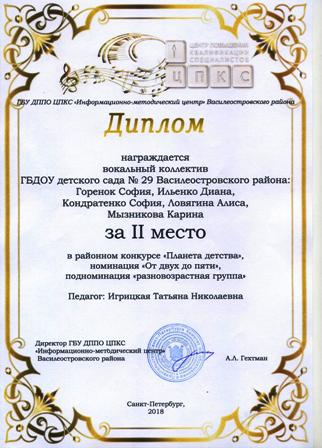 ЦЕНТР ПОВЫШЕНИЯ
КВАЛИФИКАЦИИ
СПЕЦИАЛИСТОВ
ЦПКС
ГБУ ДППО ЦПКС «Информационно-методический центр» Василеостровского района
Диплом
награждается
вокальный коллектив
ГБДОУ детского сада № 29 Василеостровского района:
Горенок София, Ильенко Диана,
Кондратенко София, Ловягина Алиса,
Мызникова Карина
за II место
в районном конкурсе «Планета детства»,
номинация «От двух до пяти»,
подноминация «разновозрастная группа»
Педагог: Игрицкая Татьяна Николаевна
Директор ГБУ ДППО ЦПКС
«Информационно-методический центр»
Василеостровского района
А.Л. Гехтман
Санкт-Петербург,
2018